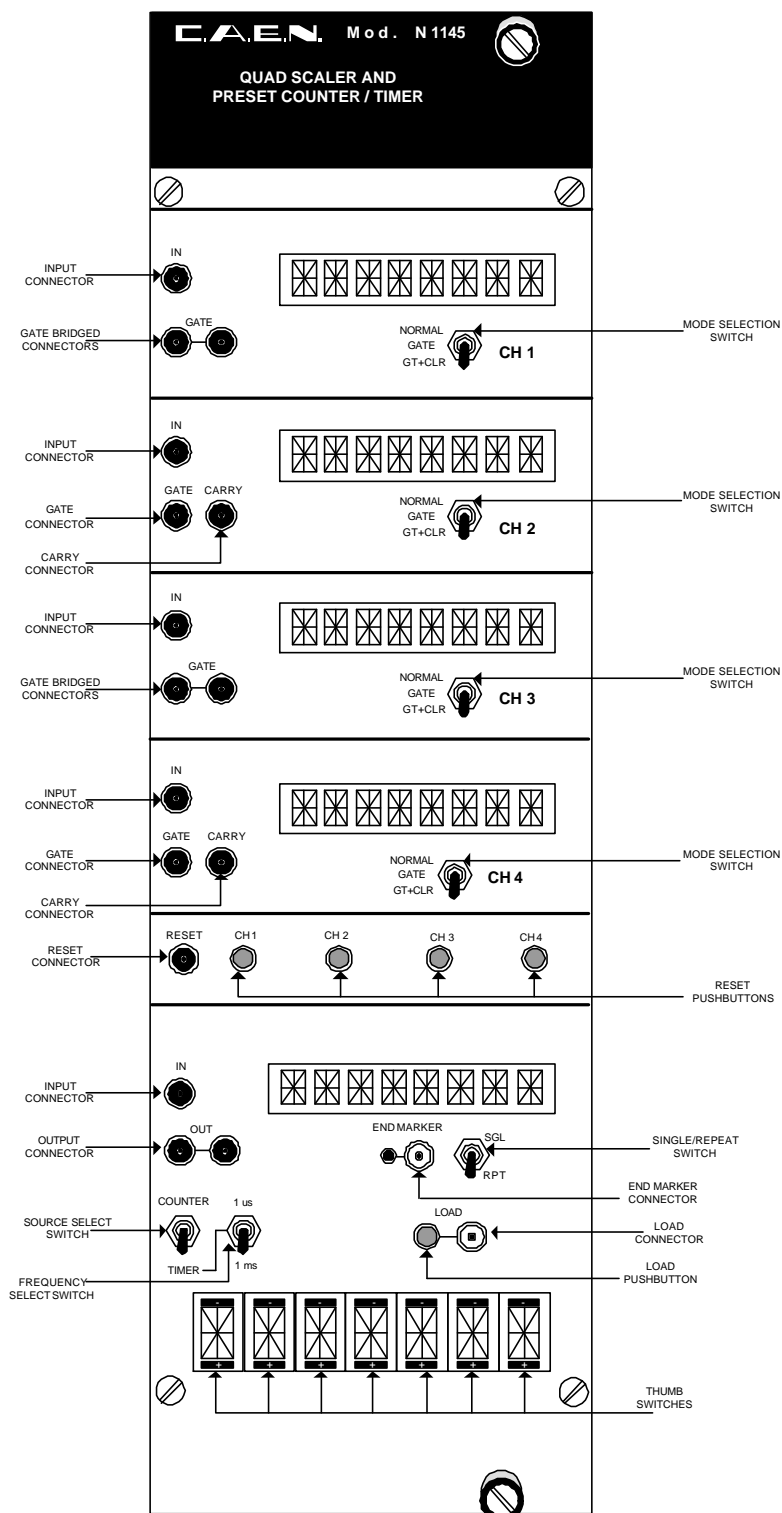 C.A.E.N. Mod. N 1145
QUAD SCALER AND
PRESET COUNTER / TIMER
IN
INPUT
CONNECTOR
GATE
GATE BRIDGED
CONNECTORS
NORMAL
GATE
GT+CLR
CH 1
MODE SELECTION
SWITCH
IN
INPUT
CONNECTOR
GATE CARRY
GATE
CONNECTOR
CARRY
CONNECTOR
NORMAL
GATE
GT+CLR
CH 2
MODE SELECTION
SWITCH
IN
INPUT
CONNECTOR
GATE
GATE BRIDGED
CONNECTORS
NORMAL
GATE
GT+CLR
CH 3
MODE SELECTION
SWITCH
IN
INPUT
CONNECTOR
GATE CARRY
GATE
CONNECTOR
CARRY
CONNECTOR
NORMAL
GATE
GT+CLR
CH 4
MODE SELECTION
SWITCH
RESET CH 1 CH 2 CH 3 CH 4
RESET
CONNECTOR
RESET
PUSHBUTTONS
IN
INPUT
CONNECTOR
OUT
OUTPUT
CONNECTOR
END MARKER
SGL
RPT
SINGLE/REPEAT
SWITCH
END MARKER
CONNECTOR
COUNTER
SOURCE SELECT
SWITCH
TIMER
1 us
1 ms
FREQUENCY
SELECT SWITCH
LOAD
LOAD
CONNECTOR
LOAD
PUSHBUTTON
- - - - - - -
+ + + + + + +
THUMB
SWITCHES